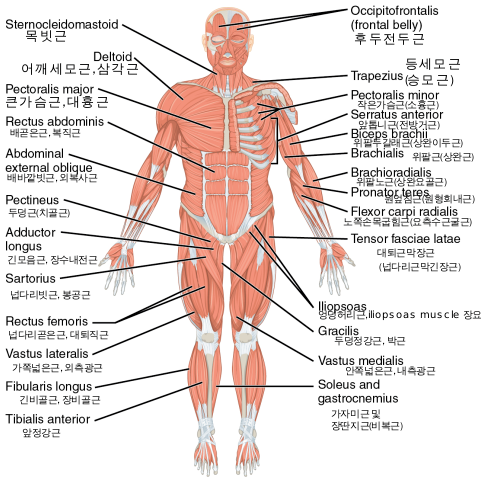 Sternocleidomastoid
목빗근
Deltoid
어깨세모근,삼각근
Pectoralis major
큰가슴근,대흉근
Rectus abdominis
배곧은근, 복직근
Abdominal
external oblique
배바깥빗근, 외복사근
Pectineus
두덩근(치골근)
Adductor
longus
긴모음근, 장수내전근
Sartorius
넙다리빗근, 봉공근
Rectus femoris
넙다리곧은근, 대퇴직근
Vastus lateralis
가쪽넓은근, 외측광근
Fibularis longus
긴비골근, 장비골근
Tibialis anterior
앞정강근
Occipitofrontalis
(frontal belly)
후두전두근
Trapezius
등세모근
(승모근)
Pectoralis minor
작은가슴근(소흉근)
Serratus anterior
앞톱니근(전방거근)
Biceps brachii
위팔두갈래근(상완이두근)
Brachialis
위팔근(상완근)
Brachioradialis
위팔노근(상완요골근)
Pronator teres
원엎침근(원형회내근)
Flexor carpi radialis
노쪽손목굽힘근(요측수근굴근)
Tensor fasciae latae
대퇴근막장근
(넙다리근막긴장근)
Iliopsoas
엉덩허리근,iliopsoas muscle 장요
Gracilis
두덩정강근, 박근
Vastus medialis
안쪽넓은근, 내측광근
Soleus and
gastrocnemius
가자미근 및
장딴지근(비복근)